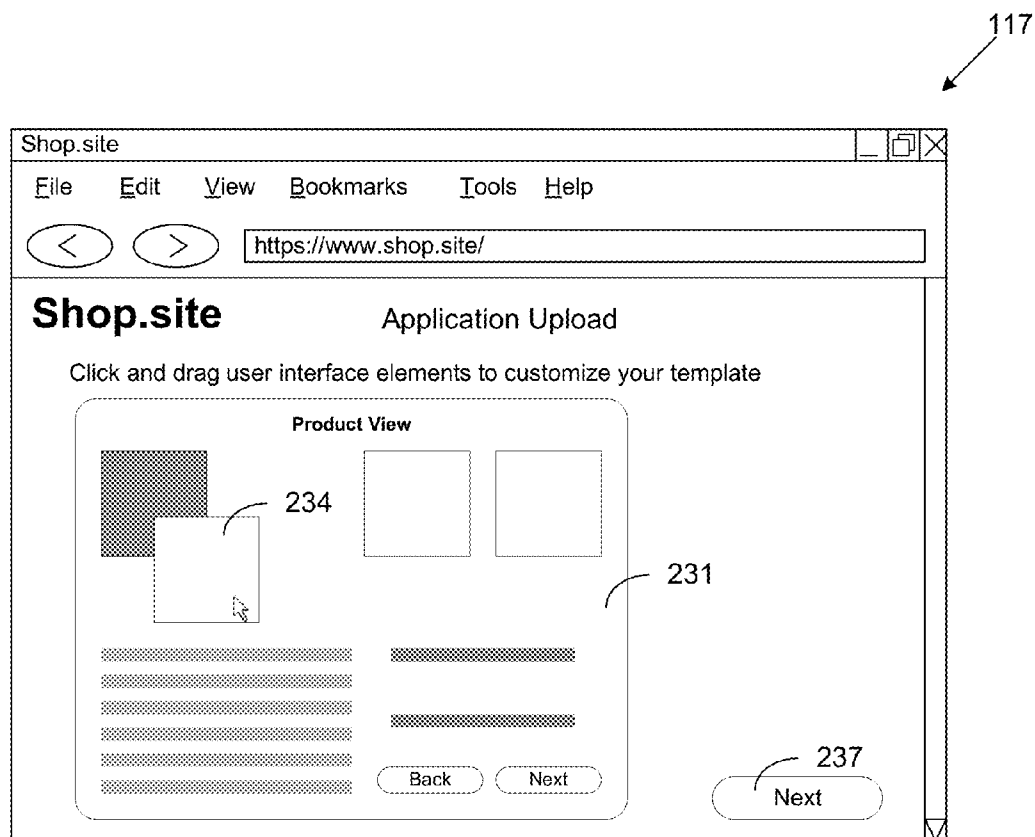 117
Shop.site
File Edit View Bookmarks Tools Help
< > https://www.shop.site/
Shop.site Application Upload
Click and drag user interface elements to customize your template
Product View
234
231
237
Back Next Next